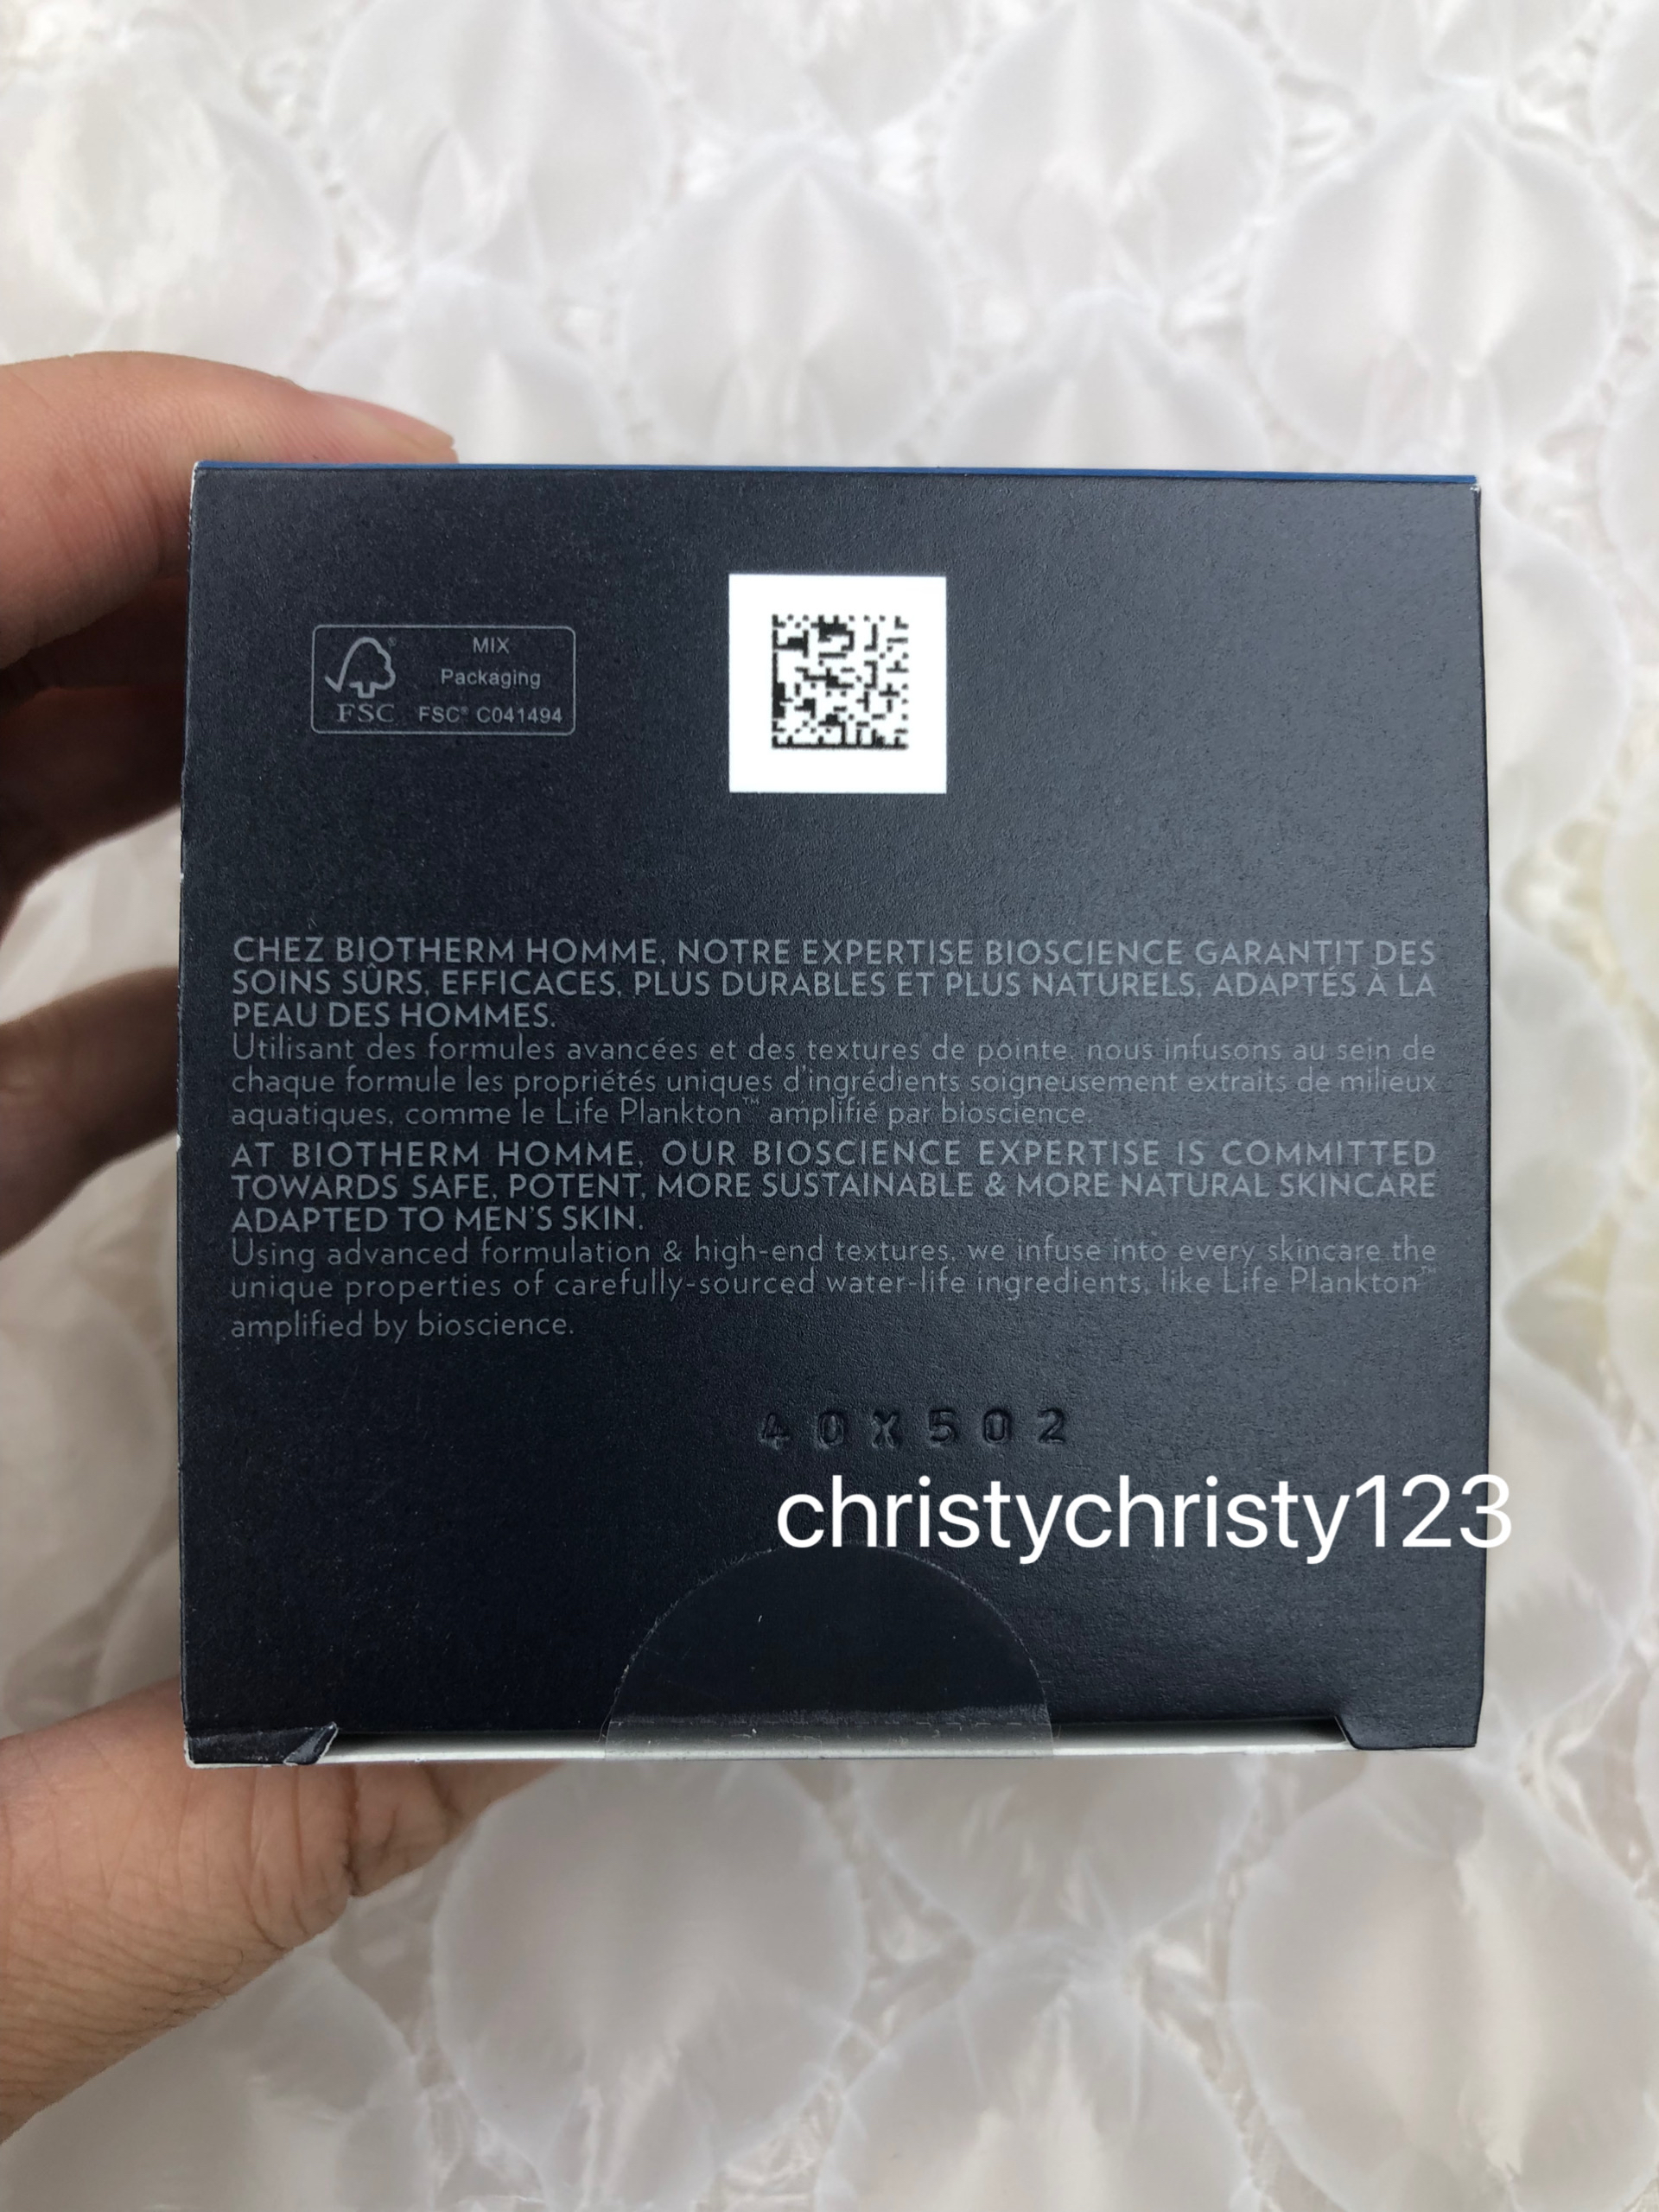 MIX
Packaging
FSC
FSC® C041494
CHEZ BIOTHERM HOMME, NOTRE EXPERTISE BIOSCIENCE GARANTIT DES
SOINS SÛRS, EFFICACES, PLUS DURABLES ET PLUS NATURELS, ADAPTÉS À LA
PEAU DES HOMMES.
Utilisant des formules avancées et des textures de pointe, nous infusons au sein de
chaque formule les propriétés uniques d'ingrédients soigneusement extraits de milieux
aquatiques, comme le Life Plankton™ amplifié par bioscience.
AT BIOTHERM HOMME, OUR BIOSCIENCE EXPERTISE IS COMMITTED
TOWARDS SAFE, POTENT, MORE SUSTAINABLE & MORE NATURAL SKINCARE
ADAPTED TO MEN'S SKIN.
Using advanced formulation & high-end textures, we infuse into every skincare the
unique properties of carefully-sourced water-life ingredients, like Life Plankton™
amplified by bioscience.
40X502
christychristy123